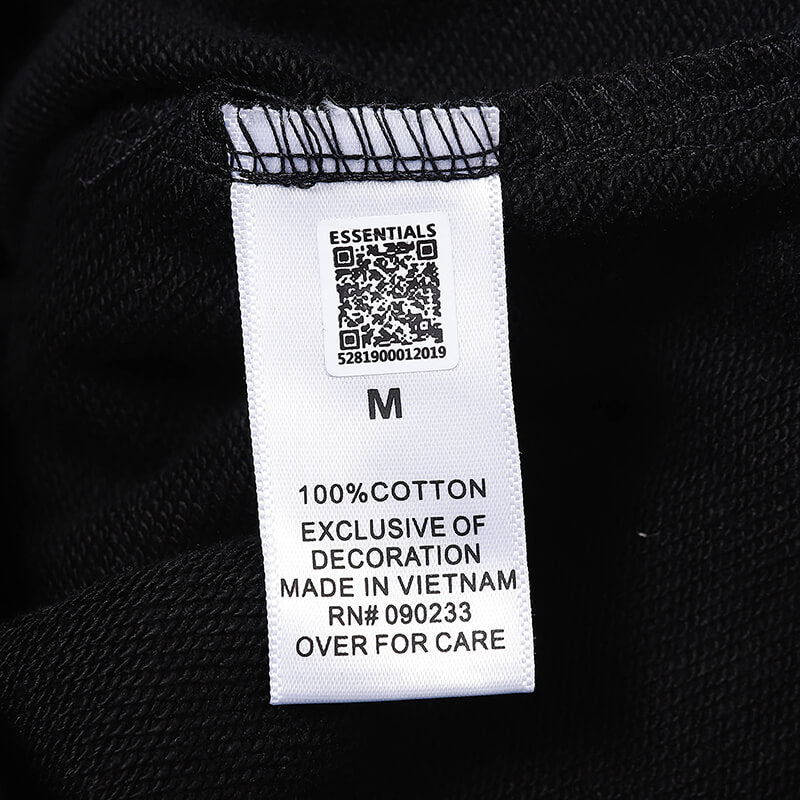 ESSENTIALS
5281900012019
M
100%COTTON
EXCLUSIVE OF
DECORATION
MADE IN VIETNAM
RN# 090233
OVER FOR CARE